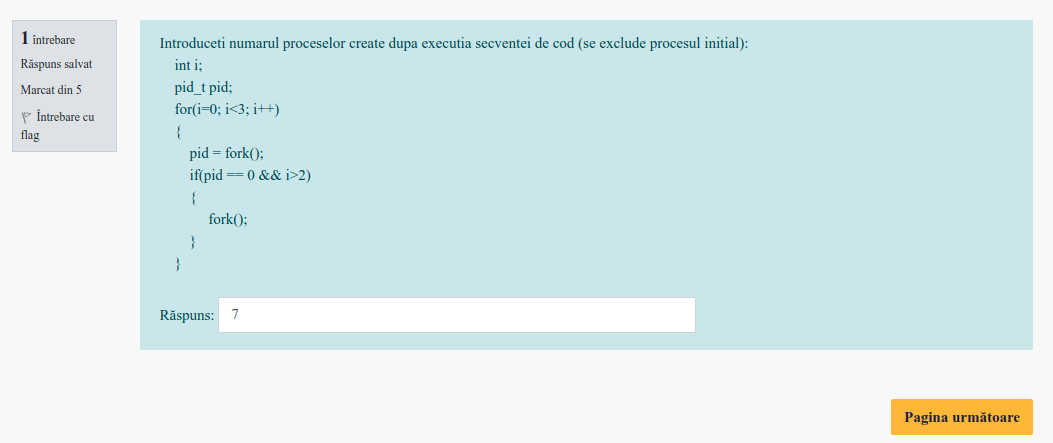 1 întrebare
Răspuns salvat
Marcat din 5
Întrebare cu
flag
Introduceti numarul proceselor create dupa executia secventei de cod (se exclude procesul initial):
int i;
pid_t pid;
for(i=0; i<3; i++)
{
pid = fork();
if(pid == 0 && i>2)
{
fork();
}
}
Răspuns: 7
Pagina următoare